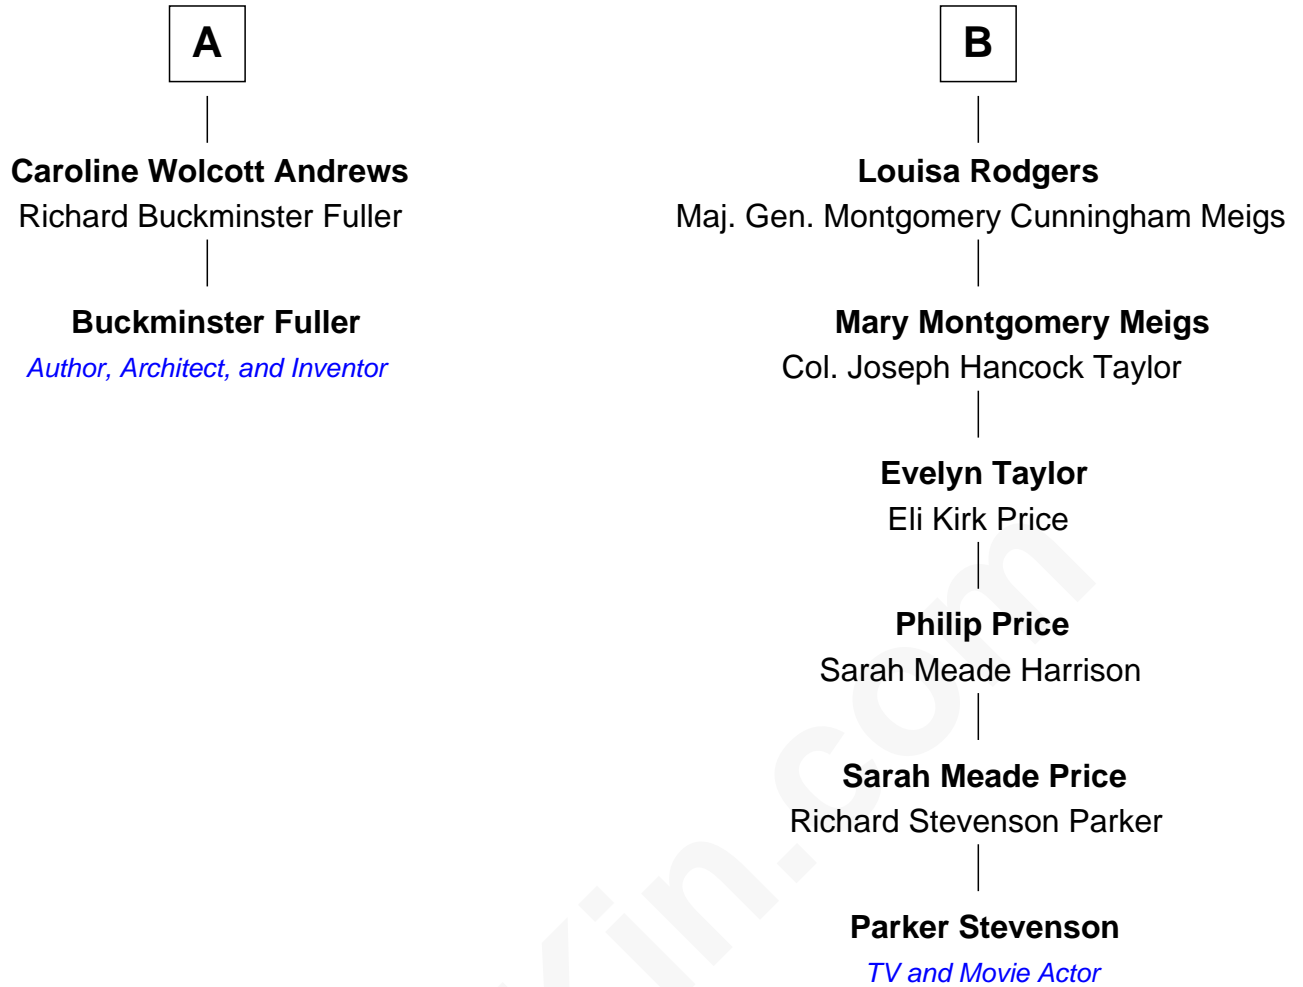 A
Caroline Wolcott Andrews
Richard Buckminster Fuller
Buckminster Fuller
Author, Architect, and Inventor
B
Louisa Rodgers
Maj. Gen. Montgomery Cunningham Meigs
Mary Montgomery Meigs
Col. Joseph Hancock Taylor
Evelyn Taylor
Eli Kirk Price
Philip Price
Sarah Meade Harrison
Sarah Meade Price
Richard Stevenson Parker
Parker Stevenson
TV and Movie Actor
Kin.com